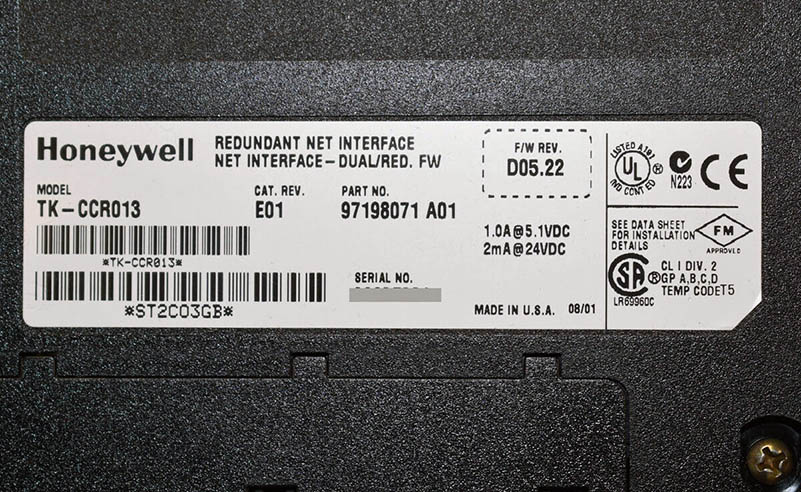 Honeywell
REDUNDANT NET INTERFACE
NET INTERFACE-DUAL/RED. FW
F/W REV.
D05.22
MODEL
TK-CCR013
CAT. REV.
E01
PART NO.
97198071 A01
1.0A@5.1VDC
2mA@24VDC
*TK-CCR013*
*ST2C03GB*
SERIAL NO.
MADE IN U.S.A. 08/01
LISTED A197
UL
®
IND CONT EQ
N223
CE
SEE DATA SHEET
FOR INSTALLATION
DETAILS
FM
APPROVED
SA
®
CL I DIV. 2
GP A,B,C,D
TEMP CODE T5
LR69960C